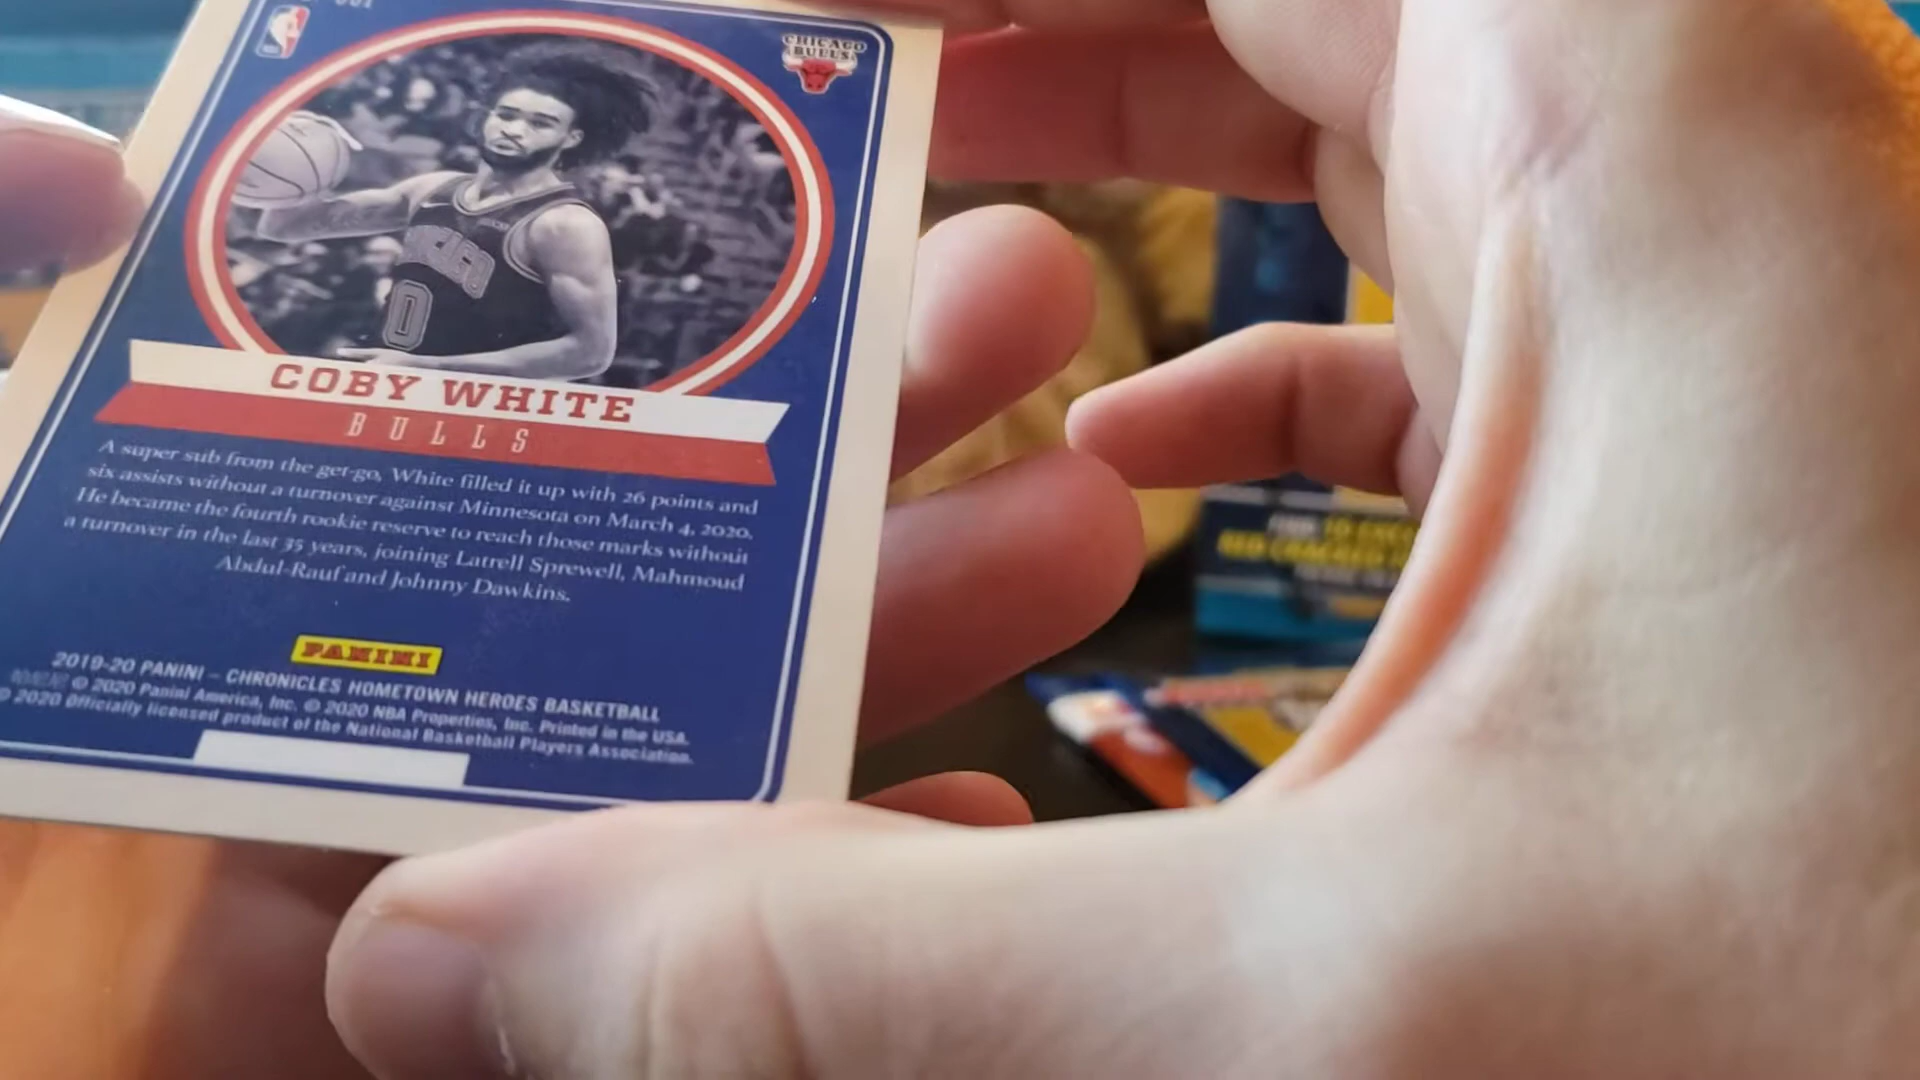 CHICAGO
BULLS
CHICAGO
0
COBY WHITE
BULLS
A super sub from the get-go, White filled it up with 26 points and
six assists without a turnover against Minnesota on March 4, 2020.
He became the fourth rookie reserve to reach those marks without
a turnover in the last 35 years, joining Latrell Sprewell, Mahmoud
Abdul-Rauf and Johnny Dawkins.
PANINI
2019-20 PANINI – CHRONICLES HOMETOWN HEROES BASKETBALL
© 2020 Panini America, Inc. © 2020 NBA Properties, Inc. Printed in the USA.
© 2020 Officially licensed product of the National Basketball Players Association.